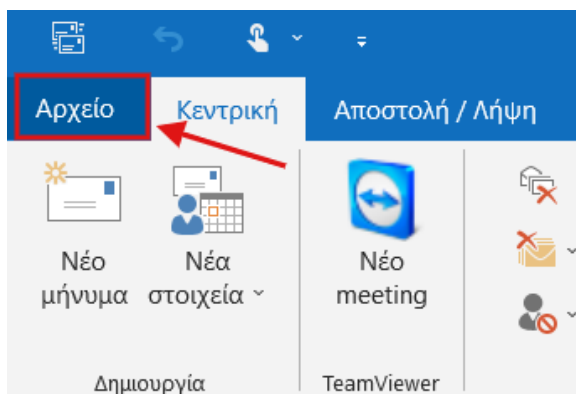 Αρχείο
Κεντρική
Αποστολή / Λήψη
Νέο
μήνυμα
Νέα
στοιχεία
Νέο
meeting
Δημιουργία
TeamViewer